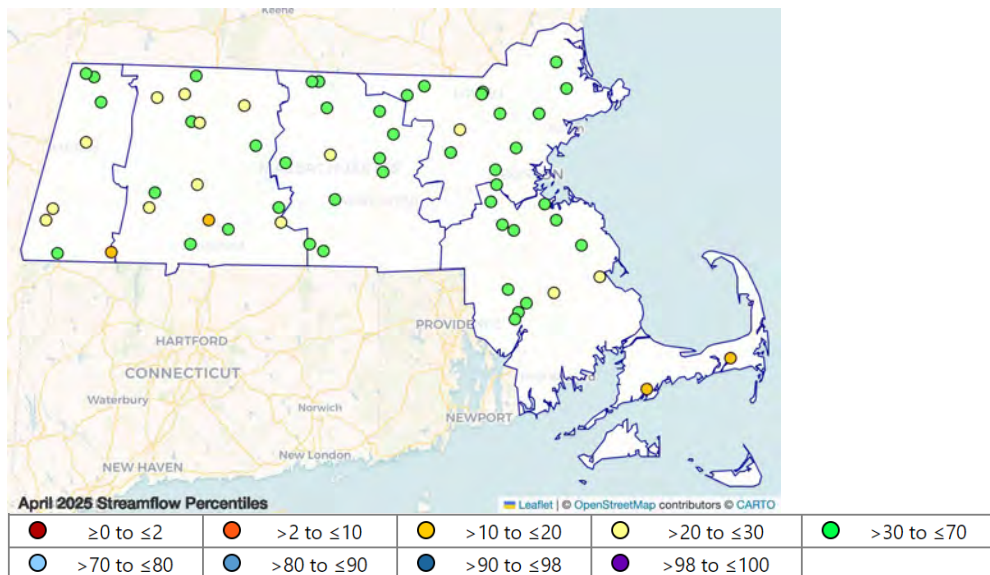 Keene
HARTFORD
PROVIDENCE
CONNECTICUT
Waterbury
Norwich
NEWPORT
New London
NEW HAVEN
April 2025 Streamflow Percentiles
Leaflet | © OpenStreetMap contributors © CARTO
>0 to ≤2 >2 to ≤10 >10 to ≤20 >20 to ≤30 >30 to ≤70
>70 to ≤80 >80 to ≤90 >90 to ≤98 >98 to ≤100